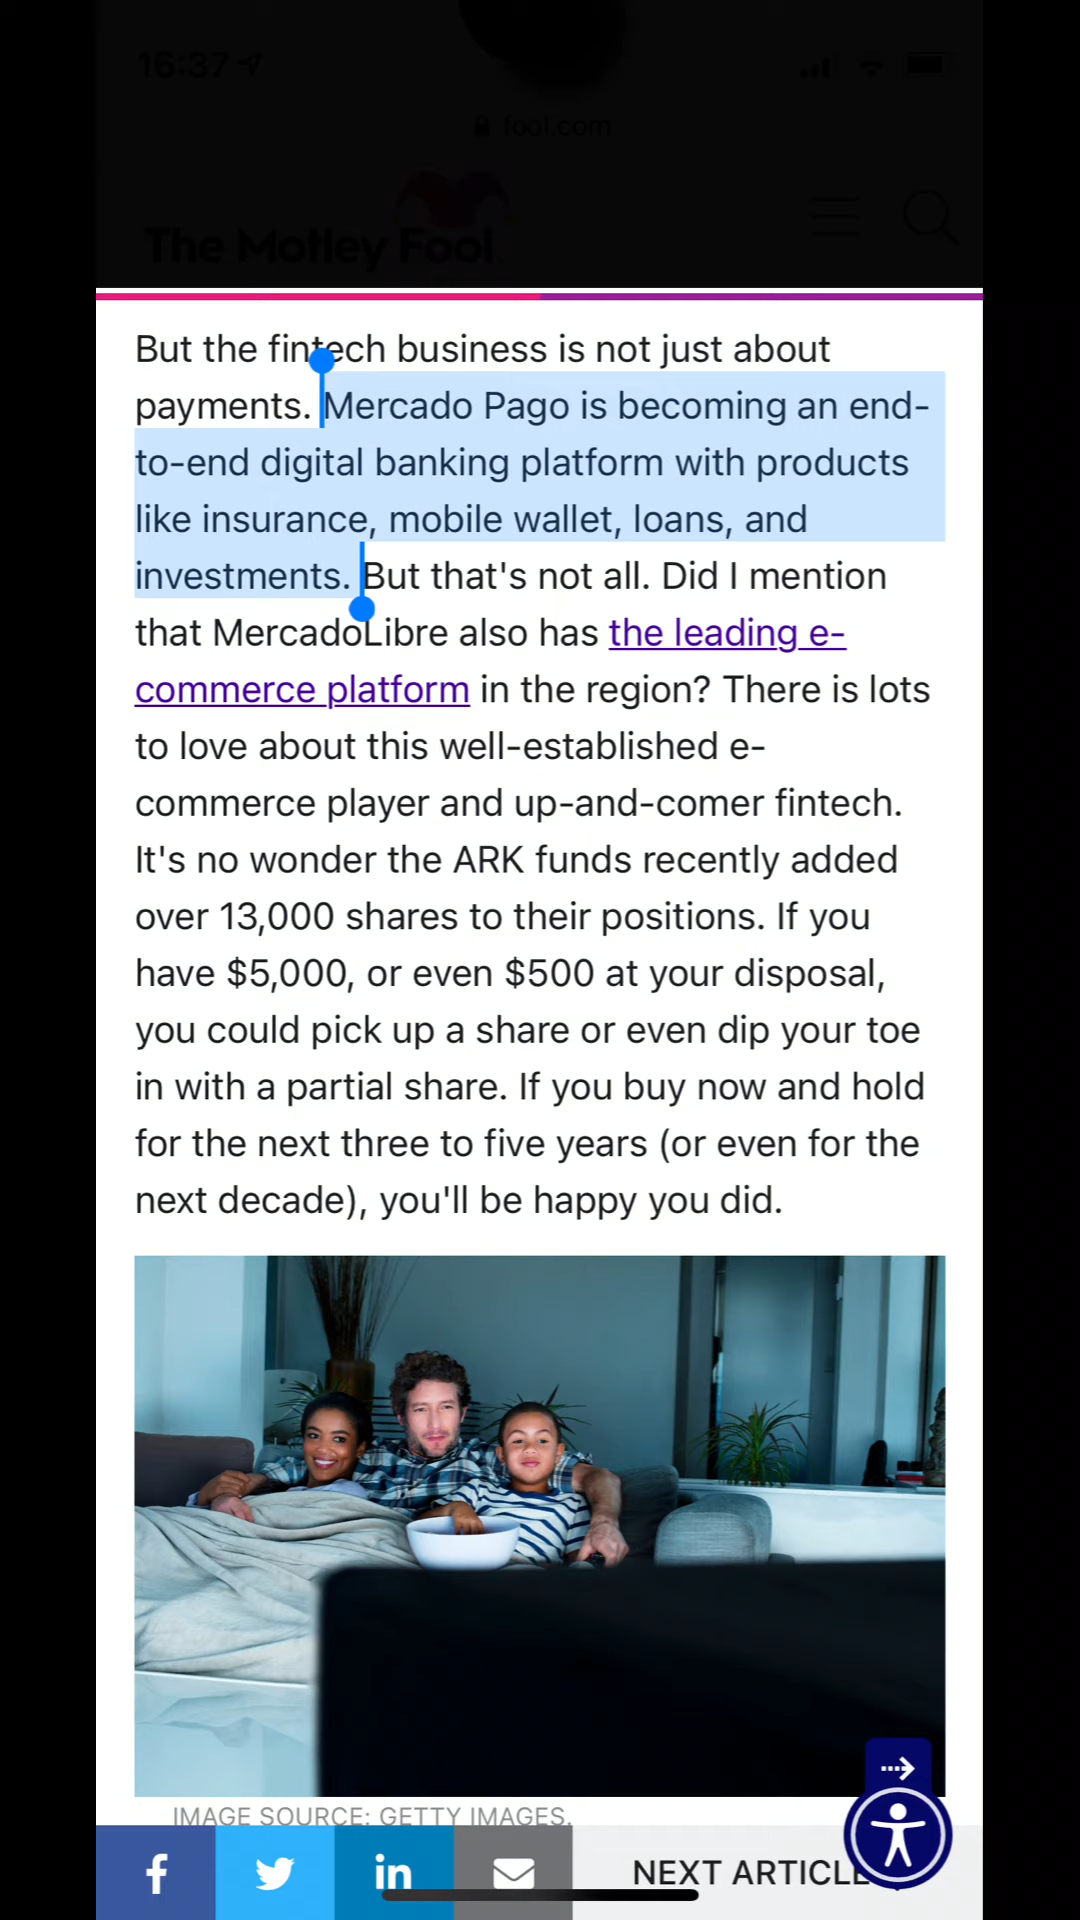 16:37
fool.com
The Motley Fool
But the fintech business is not just about
payments. Mercado Pago is becoming an end-
to-end digital banking platform with products
like insurance, mobile wallet, loans, and
investments. But that's not all. Did I mention
that MercadoLibre also has the leading e-
commerce platform in the region? There is lots
to love about this well-established e-
commerce player and up-and-comer fintech.
It's no wonder the ARK funds recently added
over 13,000 shares to their positions. If you
have $5,000, or even $500 at your disposal,
you could pick up a share or even dip your toe
in with a partial share. If you buy now and hold
for the next three to five years (or even for the
next decade), you'll be happy you did.
IMAGE SOURCE: GETTY IMAGES.
f in NEXT ARTICLE